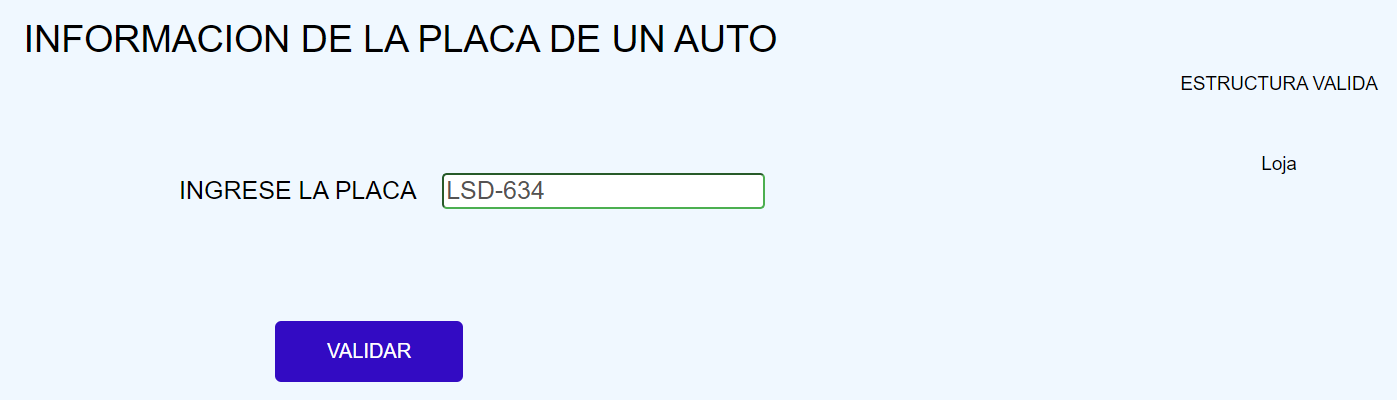 INFORMACION DE LA PLACA DE UN AUTO
ESTRUCTURA VALIDA
Loja
INGRESE LA PLACA LSD-634
VALIDAR